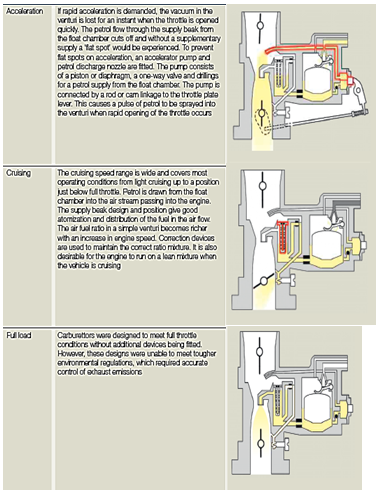 Acceleration
If rapid acceleration is demanded, the vacuum in the
venturi is lost for an instant when the throttle is opened
quickly. The petrol flow through the supply beak from
the float chamber cuts off and without a supplementary
supply a 'flat spot' would be experienced. To prevent
flat spots on acceleration, an accelerator pump and
petrol discharge nozzle are fitted. The pump consists
of a piston or diaphragm, a one-way valve and drillings
for a petrol supply from the float chamber. The pump is
connected by a rod or cam linkage to the throttle plate
lever. This causes a pulse of petrol to be sprayed into
the venturi when rapid opening of the throttle occurs
Cruising
The cruising speed range is wide and covers most
operating conditions from light cruising up to a position
just below full throttle. Petrol is drawn from the float
chamber into the air stream passing into the engine.
The supply beak design and position give good
atomization and distribution of the fuel in the air flow.
The air fuel ratio in a simple venturi becomes richer
with an increase in engine speed. Correction devices
are used to maintain the correct ratio mixture. It is also
desirable for the engine to run on a lean mixture when
the vehicle is cruising
Full load
Carburettors were designed to meet full throttle
conditions without additional devices being fitted.
However, these designs were unable to meet tougher
environmental regulations, which required accurate
control of exhaust emissions